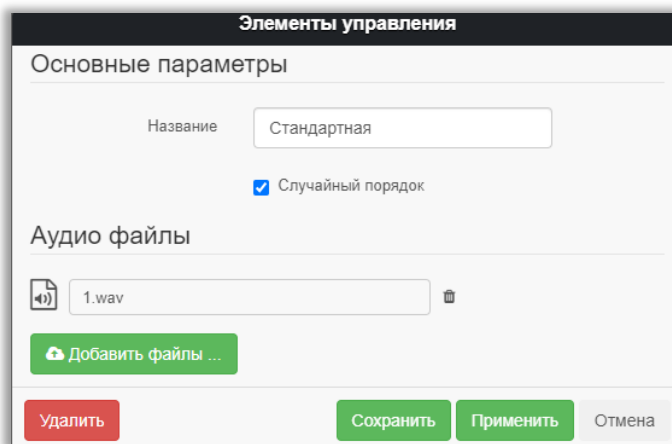 Элементы управления
Основные параметры
Название Стандартная
Случайный порядок
Аудио файлы
1.wav
Добавить файлы ...
Удалить Сохранить Применить Отмена